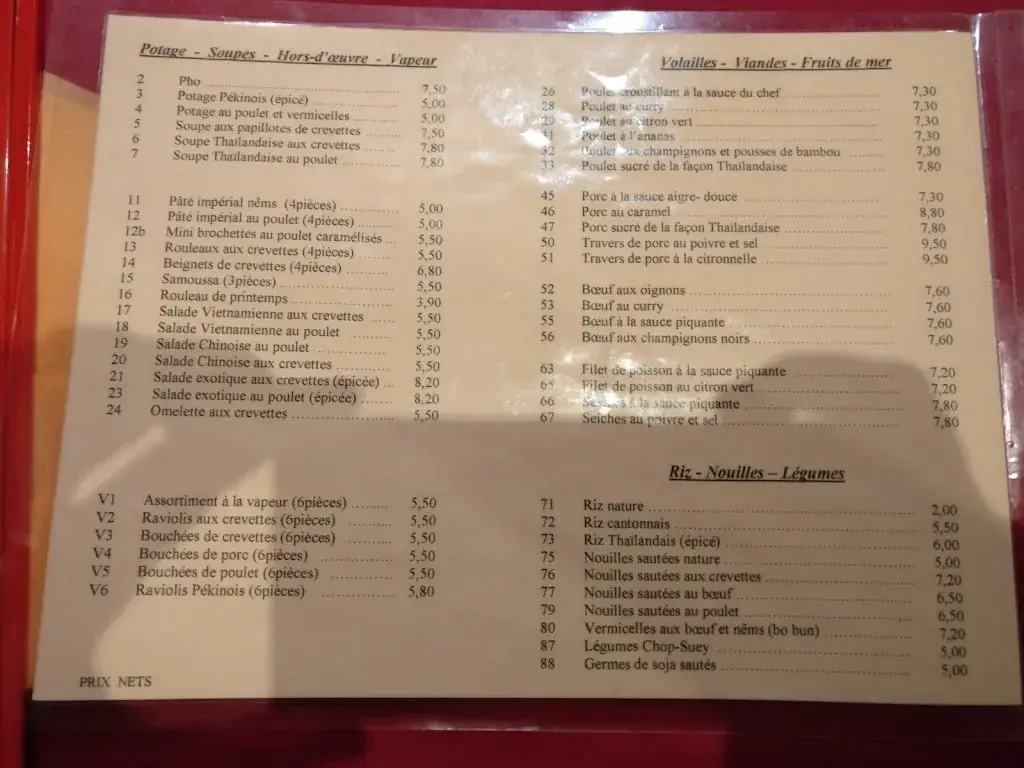 Potage - Soupes - Hors-d'œuvre - Vapeur
2 Pho 7,50
3 Potage Pékinois (épicé) 5,00
4 Potage au poulet et vermicelles 5,00
5 Soupe aux papillotes de crevettes 7,50
6 Soupe Thaïlandaise aux crevettes 7,80
7 Soupe Thaïlandaise au poulet 7,80
11 Pâté impérial nêms (4pièces) 5,00
12 Pâté impérial au poulet (4pièces) 5,00
12b Mini brochettes au poulet caramélisés 5,50
13 Rouleaux aux crevettes (4pièces) 5,50
14 Beignets de crevettes (4pièces) 6,80
15 Samoussa (3pièces) 5,50
16 Rouleau de printemps 3,90
17 Salade Vietnamienne aux crevettes 5,50
18 Salade Vietnamienne au poulet 5,50
19 Salade Chinoise au poulet 5,50
20 Salade Chinoise aux crevettes 5,50
21 Salade exotique aux crevettes (épicée) 8,20
23 Salade exotique au poulet (épicée) 8,20
24 Omelette aux crevettes 5,50
V1 Assortiment à la vapeur (6pièces) 5,50
V2 Raviolis aux crevettes (6pièces) 5,50
V3 Bouchées de crevettes (6pièces) 5,50
V4 Bouchées de porc (6pièces) 5,50
V5 Bouchées de poulet (6pièces) 5,50
V6 Raviolis Pékinois (6pièces) 5,80
PRIX NETS
Volailles - Viandes - Fruits de mer
26 Poulet croustillant à la sauce du chef 7,30
28 Poulet au curry 7,30
29 Poulet au citron vert 7,30
31 Poulet à l'ananas 7,30
32 Poulet aux champignons et pousses de bambou 7,30
33 Poulet sucré de la façon Thaïlandaise 7,80
45 Porc à la sauce aigre- douce 7,30
46 Porc au caramel 8,80
47 Porc sucré de la façon Thaïlandaise 7,80
50 Travers de porc au poivre et sel 9,50
51 Travers de porc à la citronnelle 9,50
52 Bœuf aux oignons 7,60
53 Bœuf au curry 7,60
55 Bœuf à la sauce piquante 7,60
56 Bœuf aux champignons noirs 7,60
63 Filet de poisson à la sauce piquante 7,20
65 Filet de poisson au citron vert 7,20
66 Seiches à la sauce piquante 7,80
67 Seiches au poivre et sel 7,80
Riz - Nouilles – Légumes
71 Riz nature 2,00
72 Riz cantonnais 5,50
73 Riz Thaïlandais (épicé) 6,00
75 Nouilles sautées nature 5,00
76 Nouilles sautées aux crevettes 7,20
77 Nouilles sautées au bœuf 6,50
79 Nouilles sautées au poulet 6,50
80 Vermicelles aux bœuf et nêms (bo bun) 7,20
87 Légumes Chop-Suey 5,00
88 Germes de soja sautés 5,00